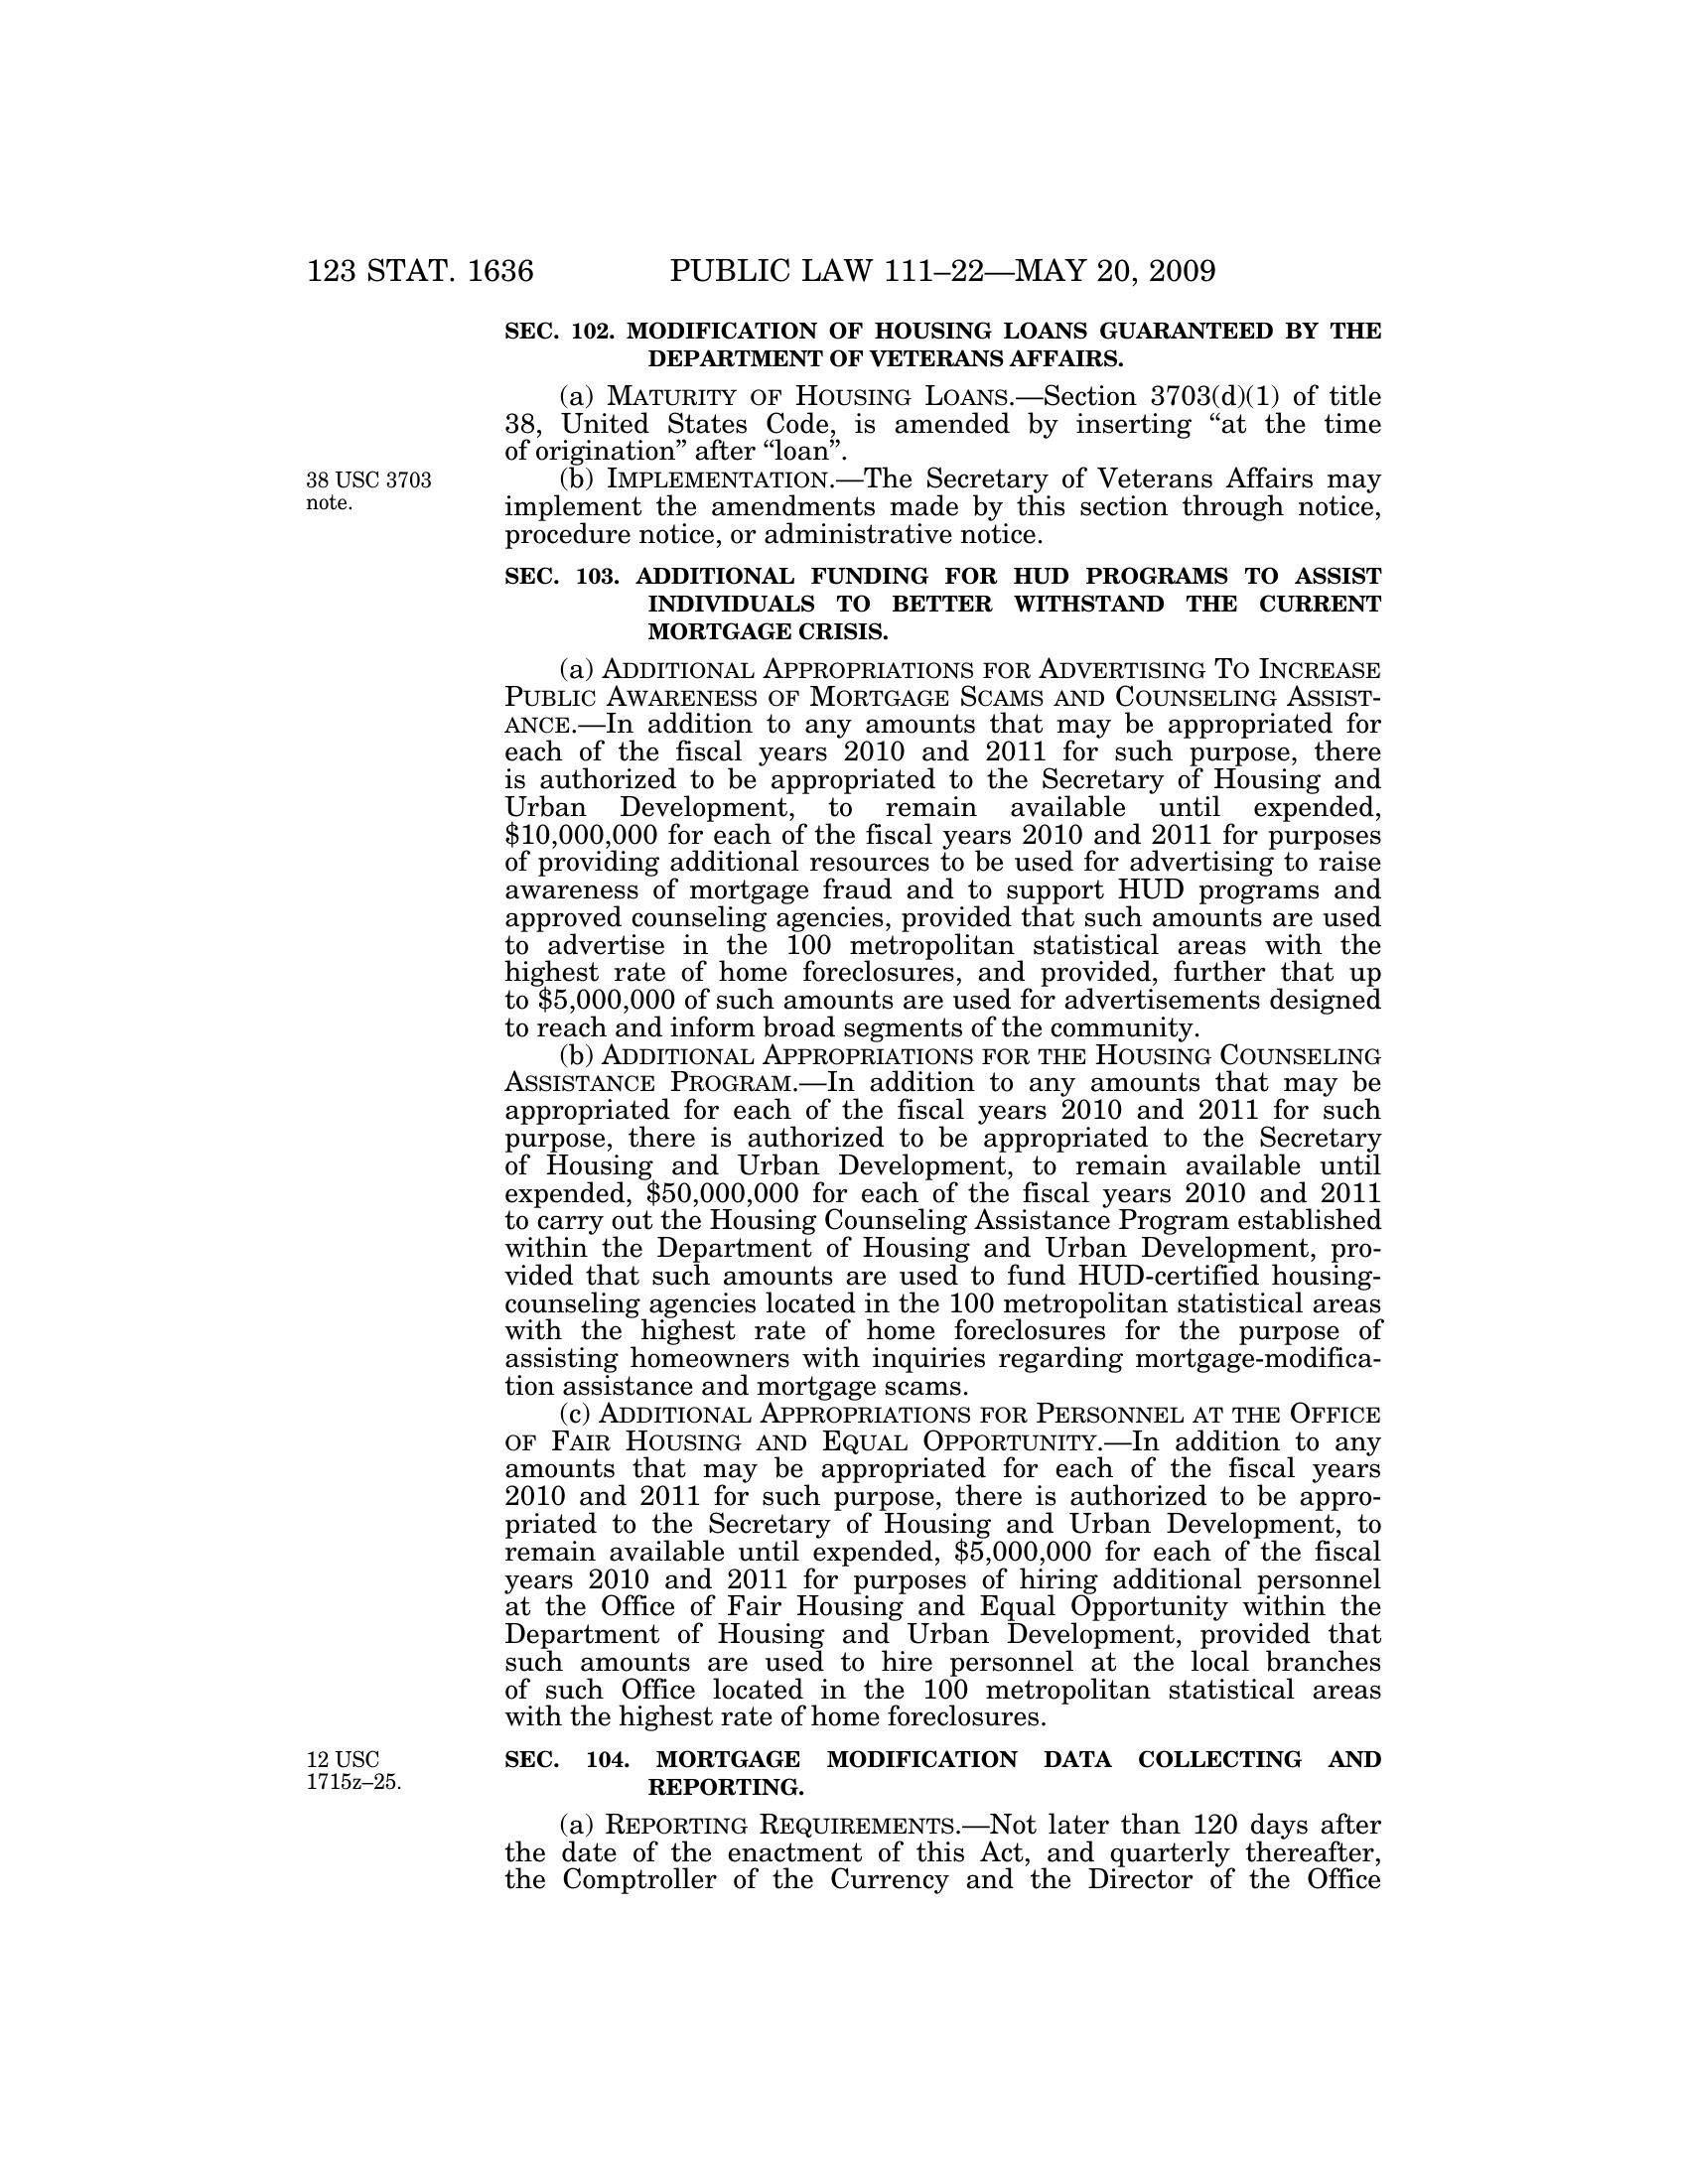 123 STAT. 1636 PUBLIC LAW 111–22—MAY 20, 2009
SEC. 102. MODIFICATION OF HOUSING LOANS GUARANTEED BY THE
DEPARTMENT OF VETERANS AFFAIRS.
(a) MATURITY OF HOUSING LOANS.—Section 3703(d)(1) of title
38, United States Code, is amended by inserting “at the time
of origination” after “loan”.
38 USC 3703
note.
(b) IMPLEMENTATION.—The Secretary of Veterans Affairs may
implement the amendments made by this section through notice,
procedure notice, or administrative notice.
SEC. 103. ADDITIONAL FUNDING FOR HUD PROGRAMS TO ASSIST
INDIVIDUALS TO BETTER WITHSTAND THE CURRENT
MORTGAGE CRISIS.
(a) ADDITIONAL APPROPRIATIONS FOR ADVERTISING TO INCREASE
PUBLIC AWARENESS OF MORTGAGE SCAMS AND COUNSELING ASSIST-
ANCE.—In addition to any amounts that may be appropriated for
each of the fiscal years 2010 and 2011 for such purpose, there
is authorized to be appropriated to the Secretary of Housing and
Urban Development, to remain available until expended,
$10,000,000 for each of the fiscal years 2010 and 2011 for purposes
of providing additional resources to be used for advertising to raise
awareness of mortgage fraud and to support HUD programs and
approved counseling agencies, provided that such amounts are used
to advertise in the 100 metropolitan statistical areas with the
highest rate of home foreclosures, and provided, further that up
to $5,000,000 of such amounts are used for advertisements designed
to reach and inform broad segments of the community.
(b) ADDITIONAL APPROPRIATIONS FOR THE HOUSING COUNSELING
ASSISTANCE PROGRAM.—In addition to any amounts that may be
appropriated for each of the fiscal years 2010 and 2011 for such
purpose, there is authorized to be appropriated to the Secretary
of Housing and Urban Development, to remain available until
expended, $50,000,000 for each of the fiscal years 2010 and 2011
to carry out the Housing Counseling Assistance Program established
within the Department of Housing and Urban Development, pro-
vided that such amounts are used to fund HUD-certified housing-
counseling agencies located in the 100 metropolitan statistical areas
with the highest rate of home foreclosures for the purpose of
assisting homeowners with inquiries regarding mortgage-modifica-
tion assistance and mortgage scams.
(c) ADDITIONAL APPROPRIATIONS FOR PERSONNEL AT THE OFFICE
OF FAIR HOUSING AND EQUAL OPPORTUNITY.—In addition to any
amounts that may be appropriated for each of the fiscal years
2010 and 2011 for such purpose, there is authorized to be appro-
priated to the Secretary of Housing and Urban Development, to
remain available until expended, $5,000,000 for each of the fiscal
years 2010 and 2011 for purposes of hiring additional personnel
at the Office of Fair Housing and Equal Opportunity within the
Department of Housing and Urban Development, provided that
such amounts are used to hire personnel at the local branches
of such Office located in the 100 metropolitan statistical areas
with the highest rate of home foreclosures.
12 USC
1715z–25.
SEC. 104. MORTGAGE MODIFICATION DATA COLLECTING AND
REPORTING.
(a) REPORTING REQUIREMENTS.—Not later than 120 days after
the date of the enactment of this Act, and quarterly thereafter,
the Comptroller of the Currency and the Director of the Office